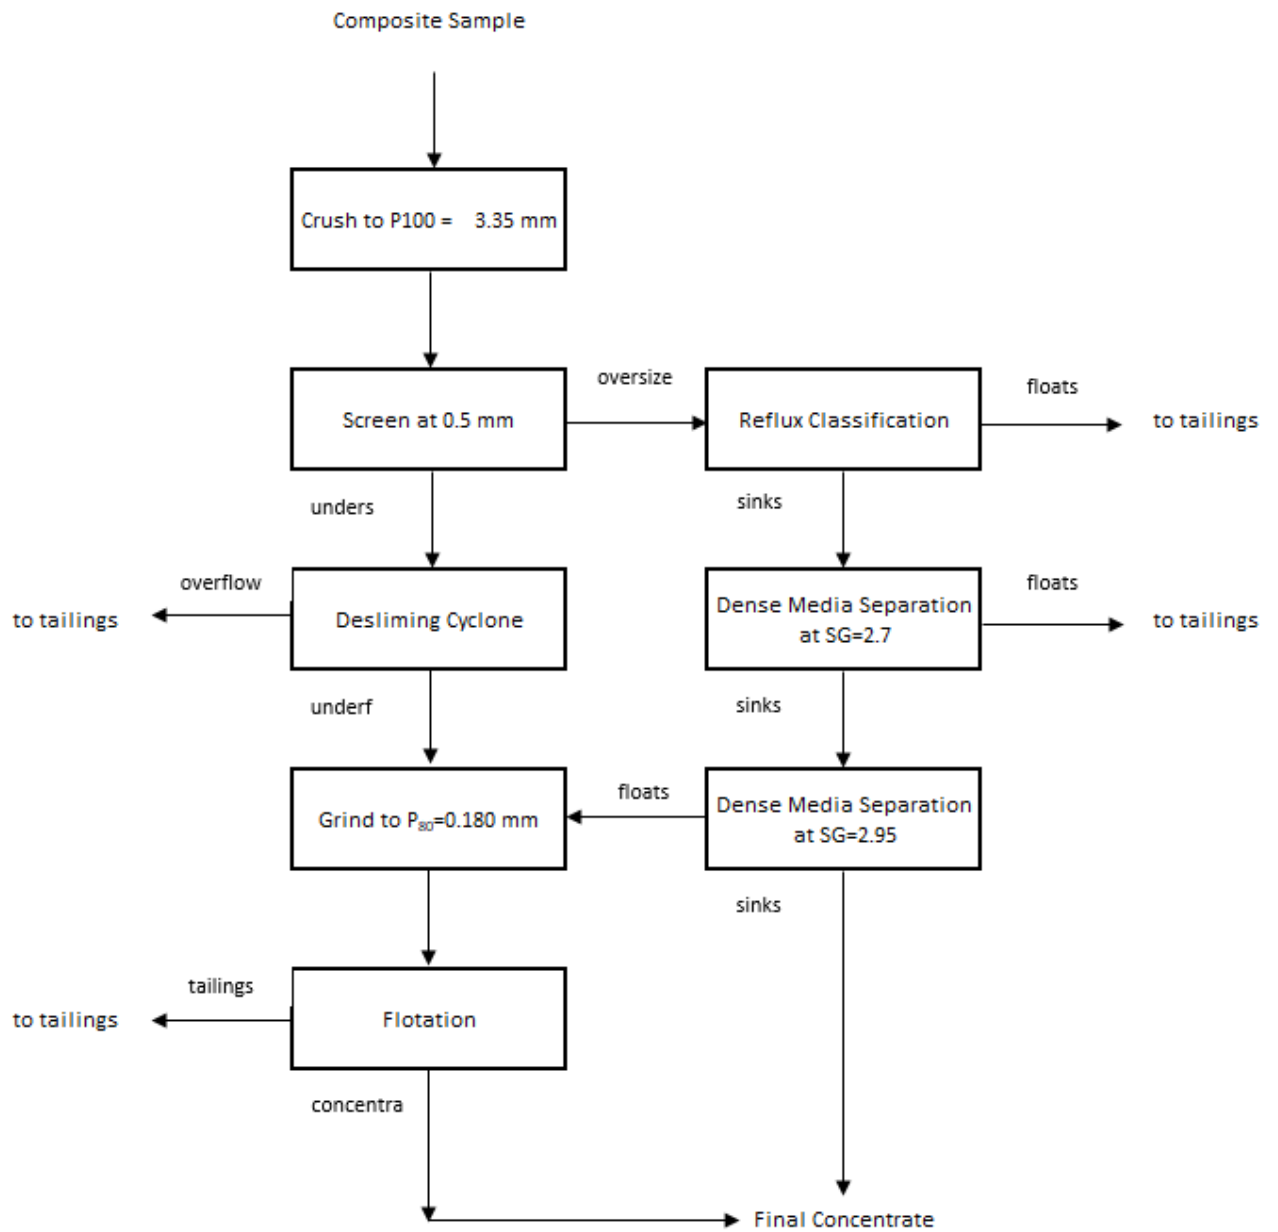 Composite Sample
Crush to P100 = 3.35 mm
oversize
floats
Screen at 0.5 mm
Reflux Classification
to tailings
unders
sinks
overflow
floats
to tailings
Desliming Cyclone
Dense Media Separation
at SG=2.7
to tailings
underf
sinks
floats
Grind to P₈₀=0.180 mm
Dense Media Separation
at SG=2.95
sinks
tailings
to tailings
Flotation
concentra
Final Concentrate